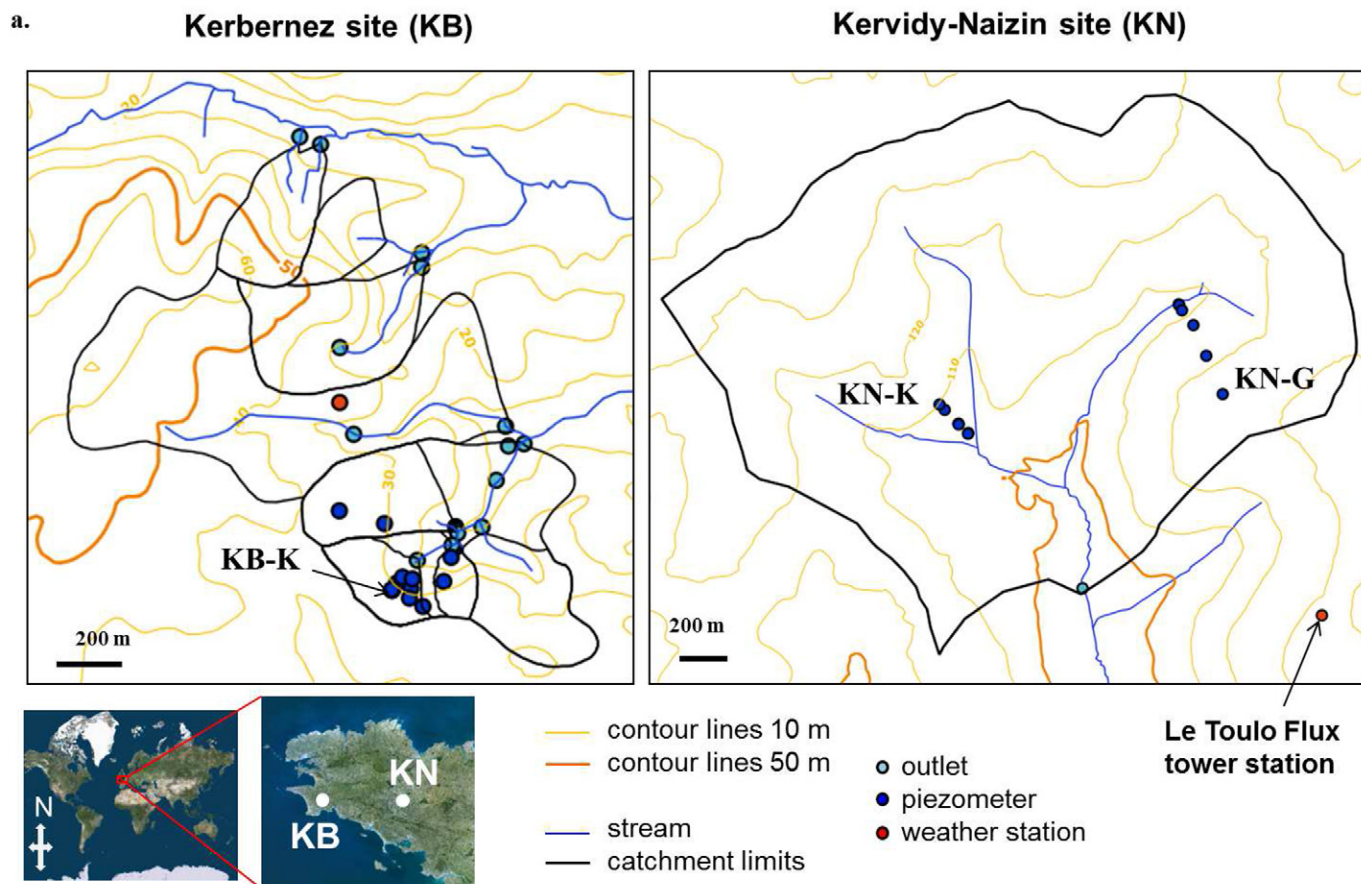 a.
Kerbernez site (KB)
Kervidy-Naizin site (KN)
20
50
60
20
10
30
KB-K
200 m
120
110
KN-K
KN-G
200 m
Le Toulo Flux
tower station
N
KB
KN
contour lines 10 m
contour lines 50 m
stream
catchment limits
outlet
piezometer
weather station